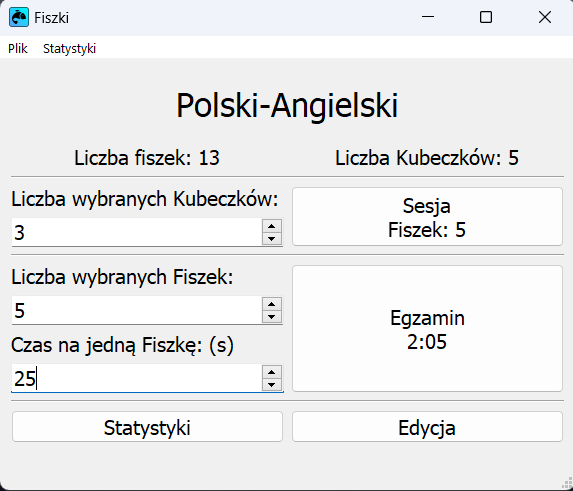 Fiszki
Plik Statystyki
Polski-Angielski
Liczba fiszek: 13 Liczba Kubeczków: 5
Liczba wybranych Kubeczków:
3
Sesja
Fiszek: 5
Liczba wybranych Fiszek:
5
Czas na jedną Fiszkę: (s)
25
Egzamin
2:05
Statystyki Edycja